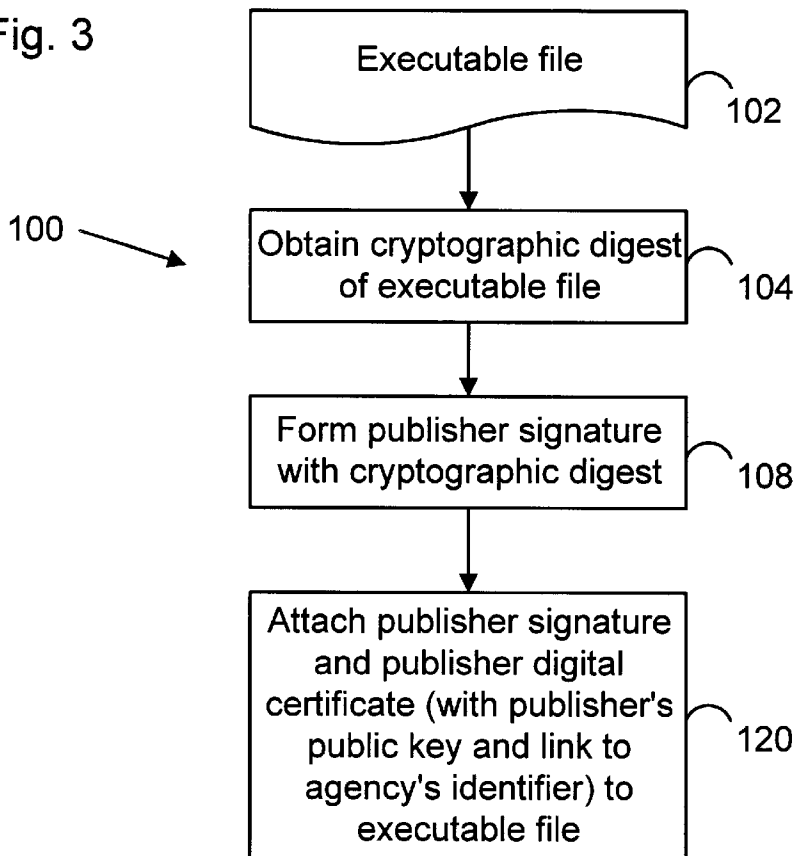 Fig. 3
Executable file
102
100
Obtain cryptographic digest
of executable file
104
Form publisher signature
with cryptographic digest
108
Attach publisher signature
and publisher digital
certificate (with publisher's
public key and link to
agency's identifier) to
executable file
120